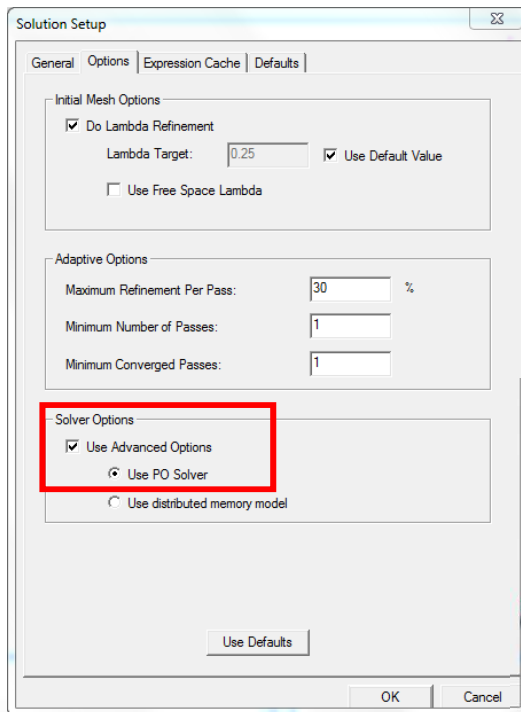 Solution Setup
General Options Expression Cache Defaults
Initial Mesh Options
Do Lambda Refinement
Lambda Target: 0.25 Use Default Value
Use Free Space Lambda
Adaptive Options
Maximum Refinement Per Pass: 30 %
Minimum Number of Passes: 1
Minimum Converged Passes: 1
Solver Options
Use Advanced Options
Use PO Solver
Use distributed memory model
Use Defaults
OK Cancel